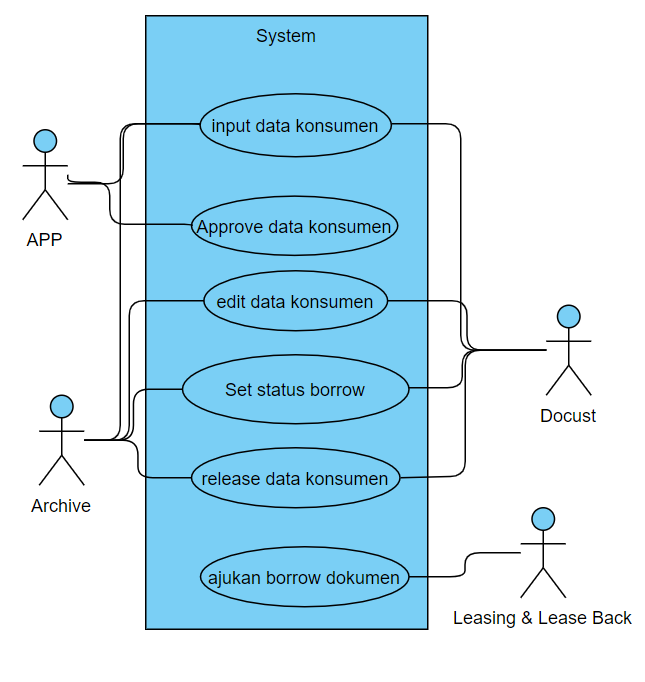 System
input data konsumen
APP
Approve data konsumen
edit data konsumen
Set status borrow
Docust
release data konsumen
Archive
ajukan borrow dokumen
Leasing & Lease Back